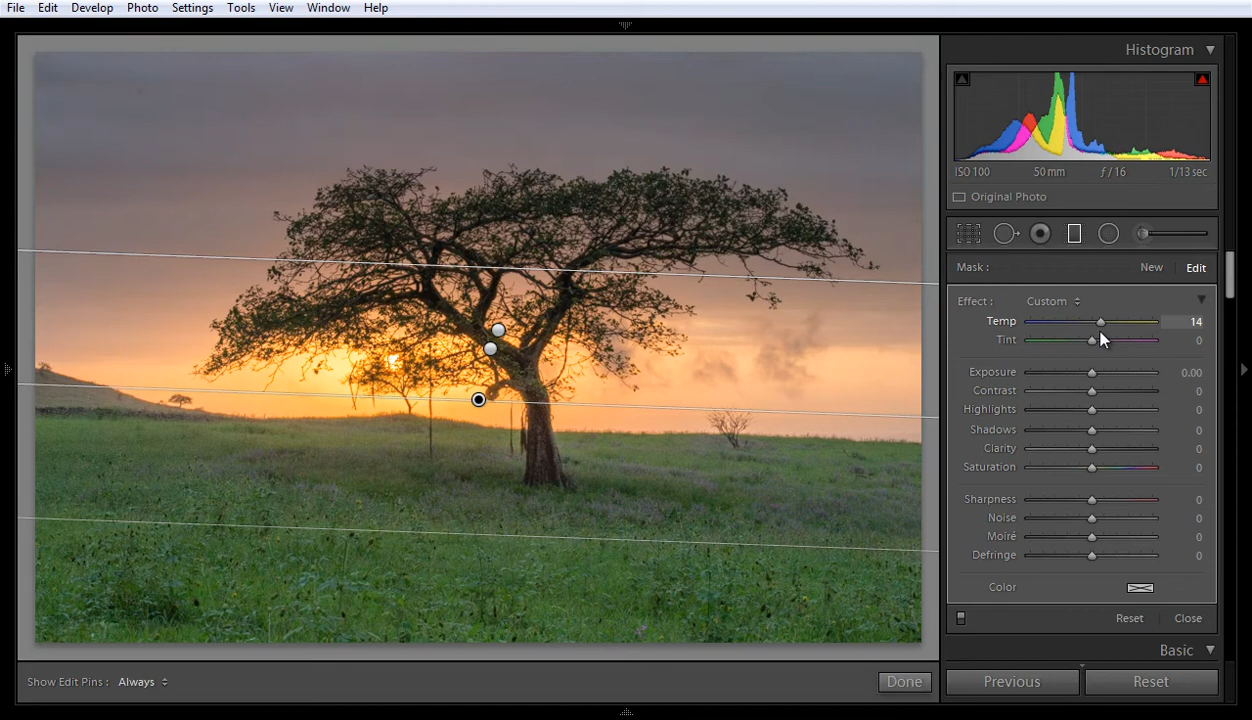 File Edit Develop Photo Settings Tools View Window Help
Histogram
ISO 100 50 mm f / 16 1/13 sec
Original Photo
Mask : New Edit
Effect : Custom
Temp 14
Tint 0
Exposure 0.00
Contrast 0
Highlights 0
Shadows 0
Clarity 0
Saturation 0
Sharpness 0
Noise 0
Moiré 0
Defringe 0
Color
Reset Close
Basic
Show Edit Pins : Always Done Previous Reset